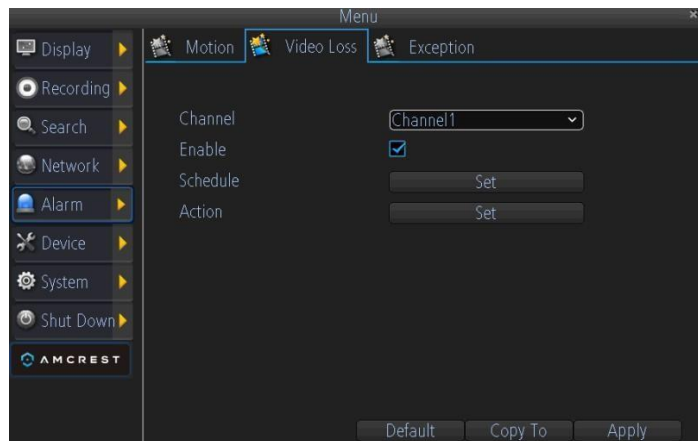 Menu
Display
Recording
Search
Network
Alarm
Device
System
Shut Down
AMCREST
Motion Video Loss Exception
Channel Channel1
Enable
Schedule Set
Action Set
Default Copy To Apply